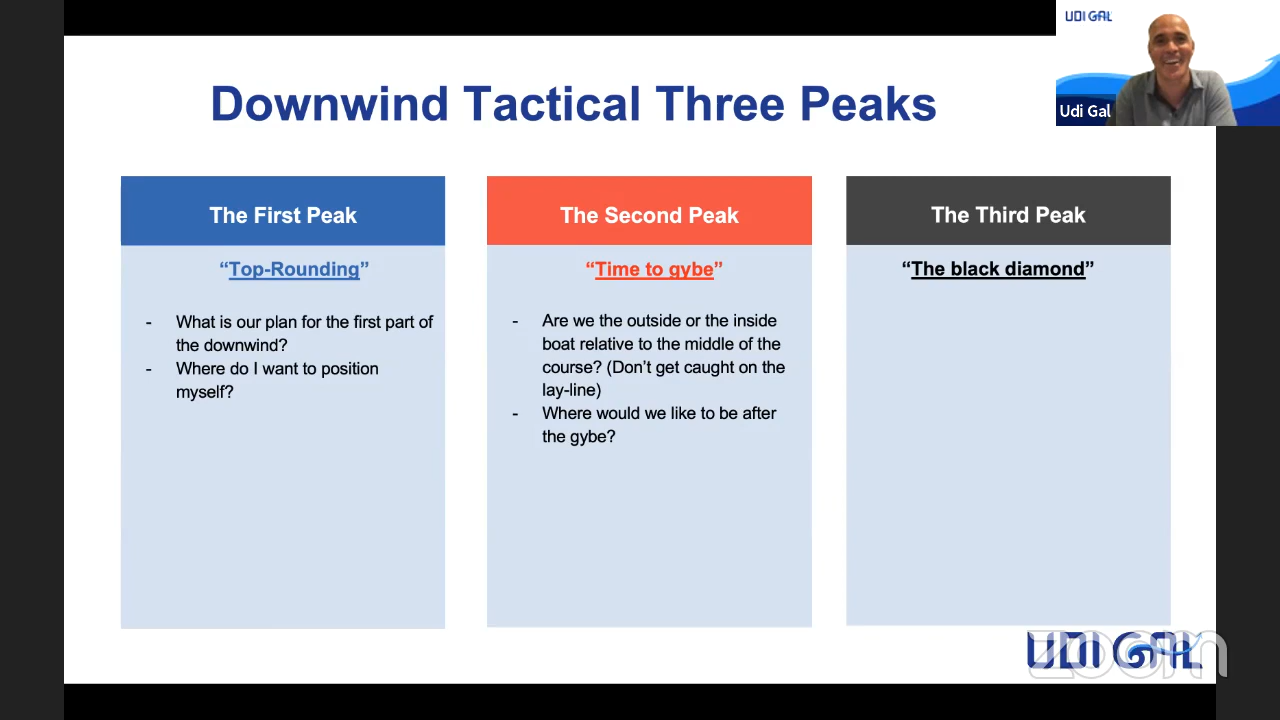 UDI GAL
Udi Gal
Downwind Tactical Three Peaks
The First Peak
“Top-Rounding”
- What is our plan for the first part of
the downwind?
- Where do I want to position
myself?
The Second Peak
“Time to gybe”
- Are we the outside or the inside
boat relative to the middle of the
course? (Don’t get caught on the
lay-line)
- Where would we like to be after
the gybe?
The Third Peak
“The black diamond”
UDI GAL
zoom